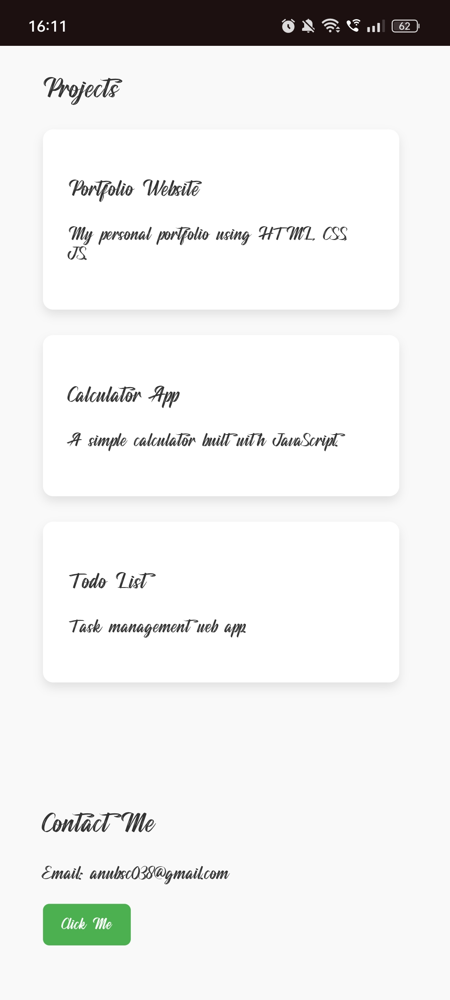 16:11
62
Projects
Portfolio Website
My personal portfolio using HTML, CSS,
JS.
Calculator App
A simple calculator built with JavaScript.
Todo List
Task management web app.
Contact Me
Email: anubsc038@gmail.com
Click Me